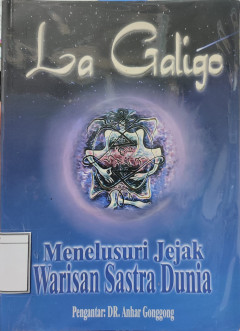 La Galigo
Menelusuri Jejak
Warisan Sastra Dunia
Pengantar: DR. Anhar Gonggong